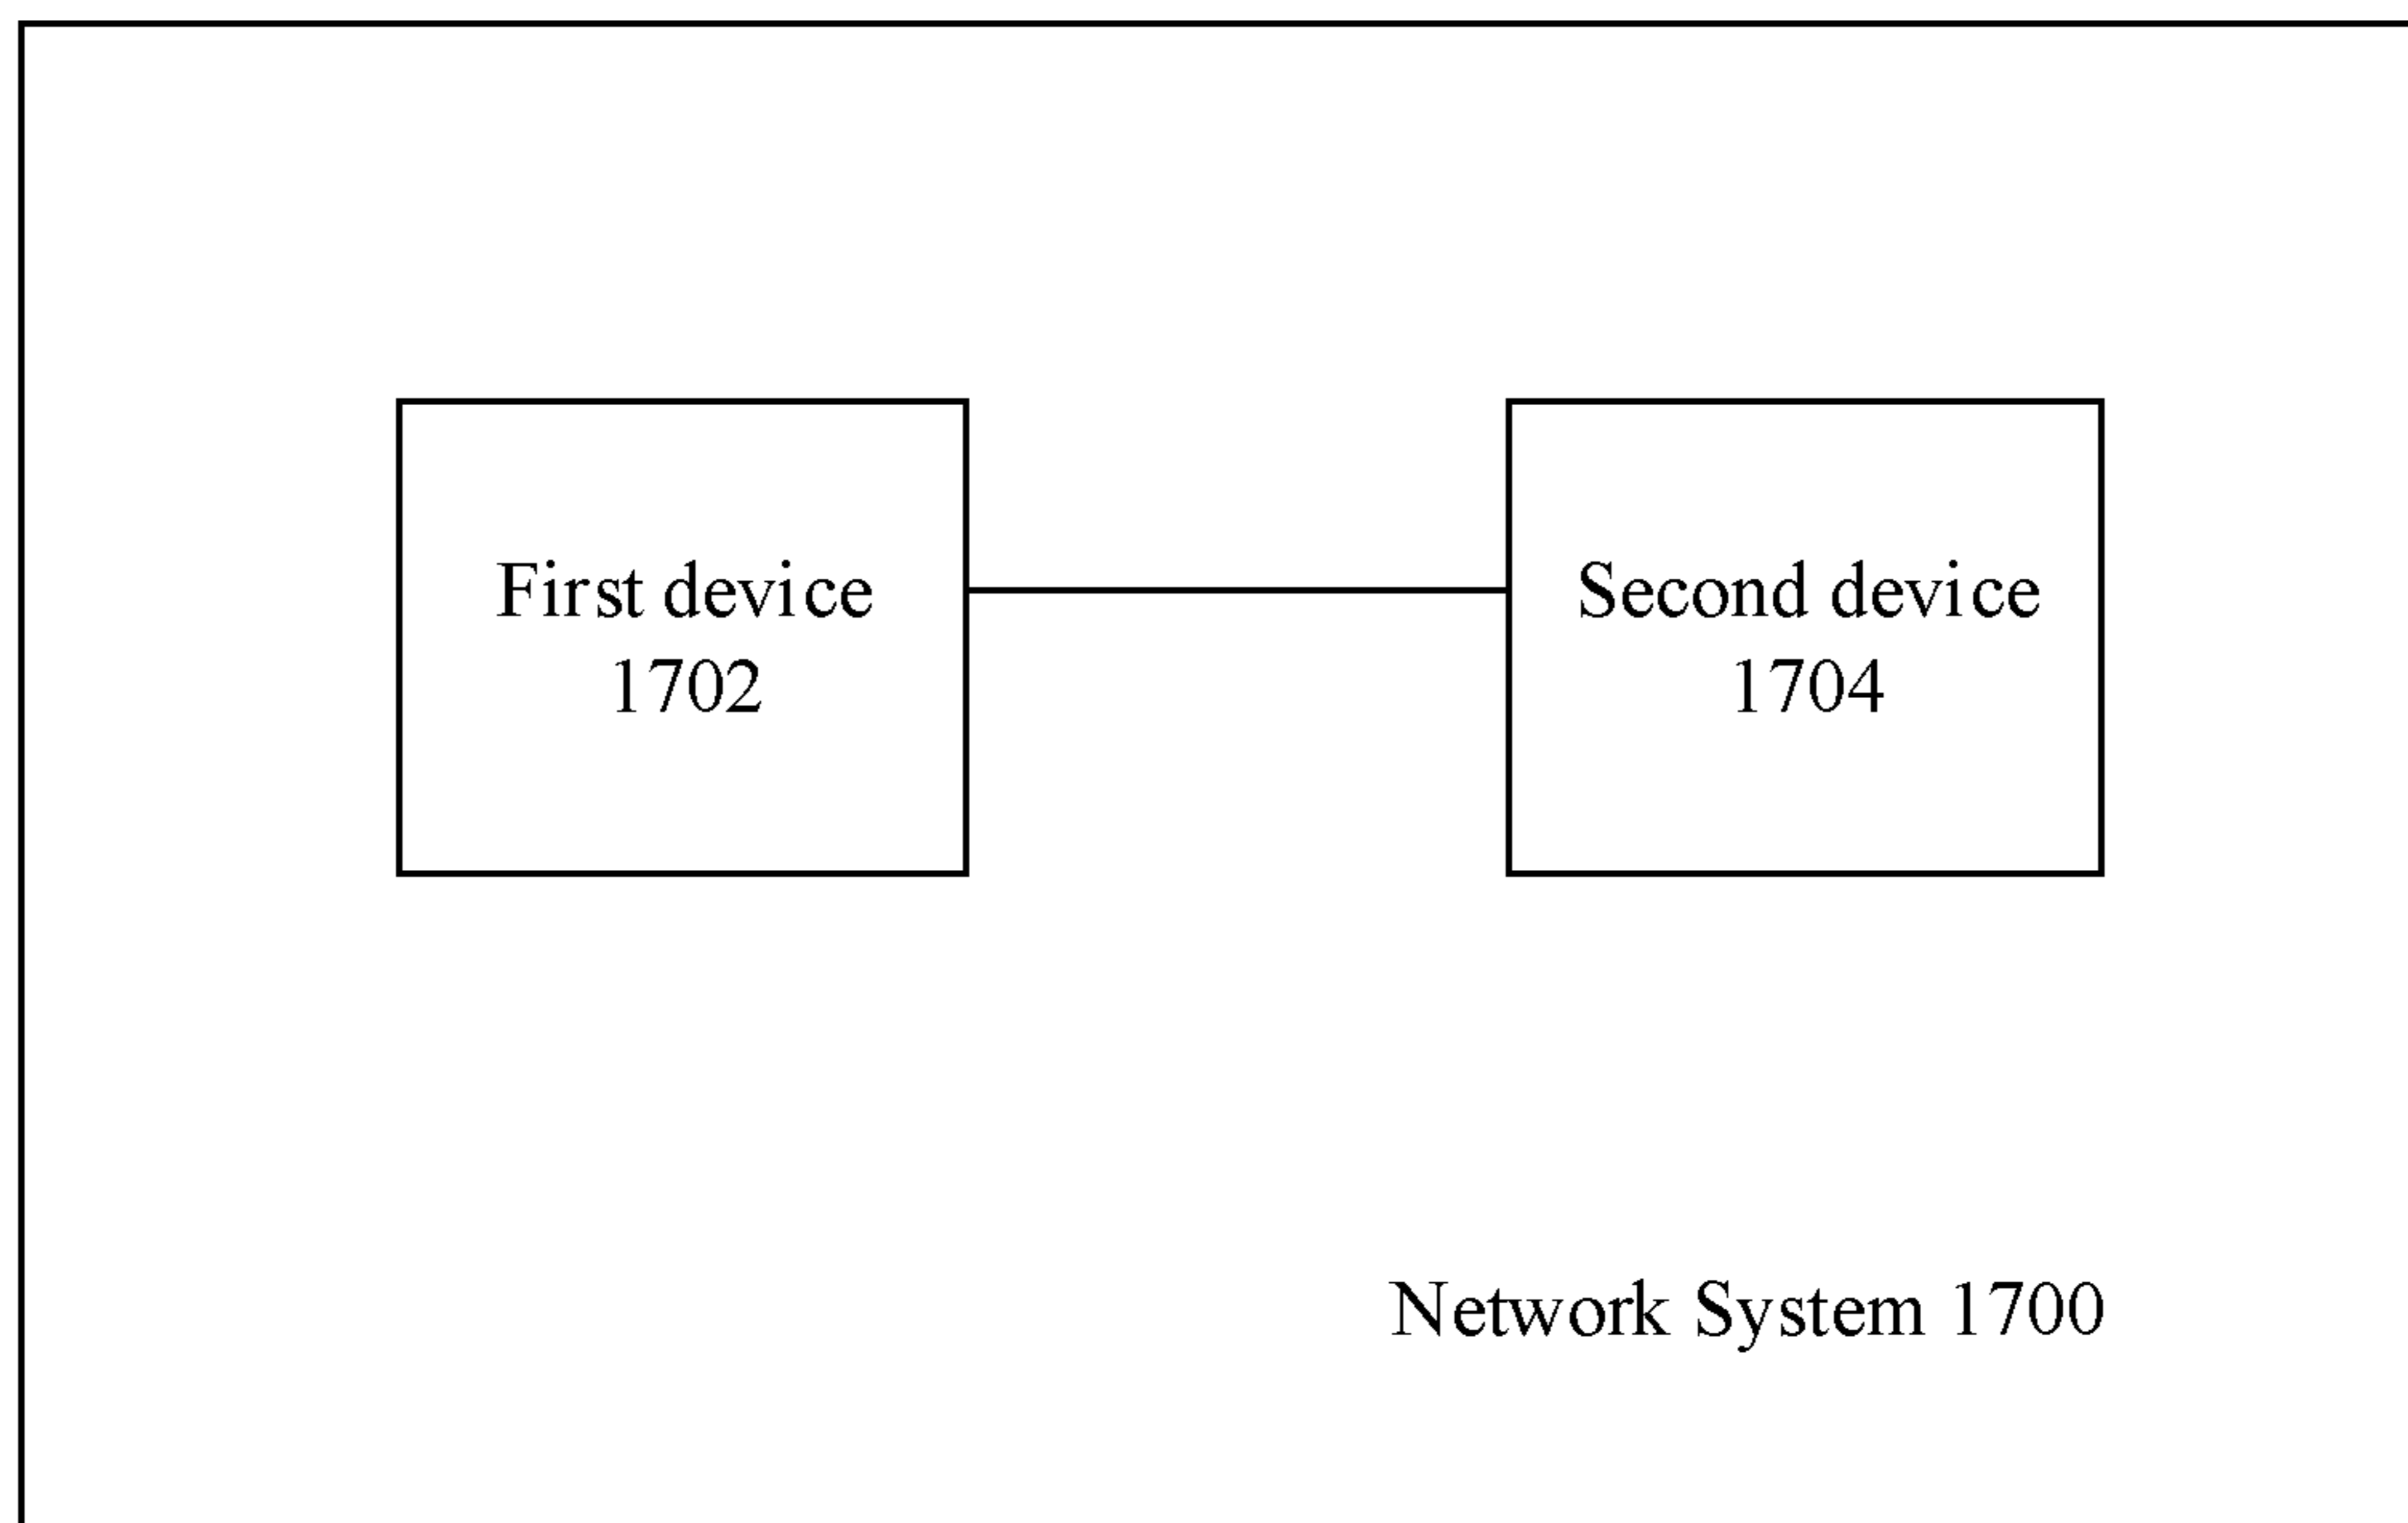 First device
1702
Second device
1704
Network System 1700